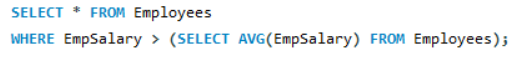 SELECT * FROM Employees
WHERE EmpSalary > (SELECT AVG(EmpSalary) FROM Employees);